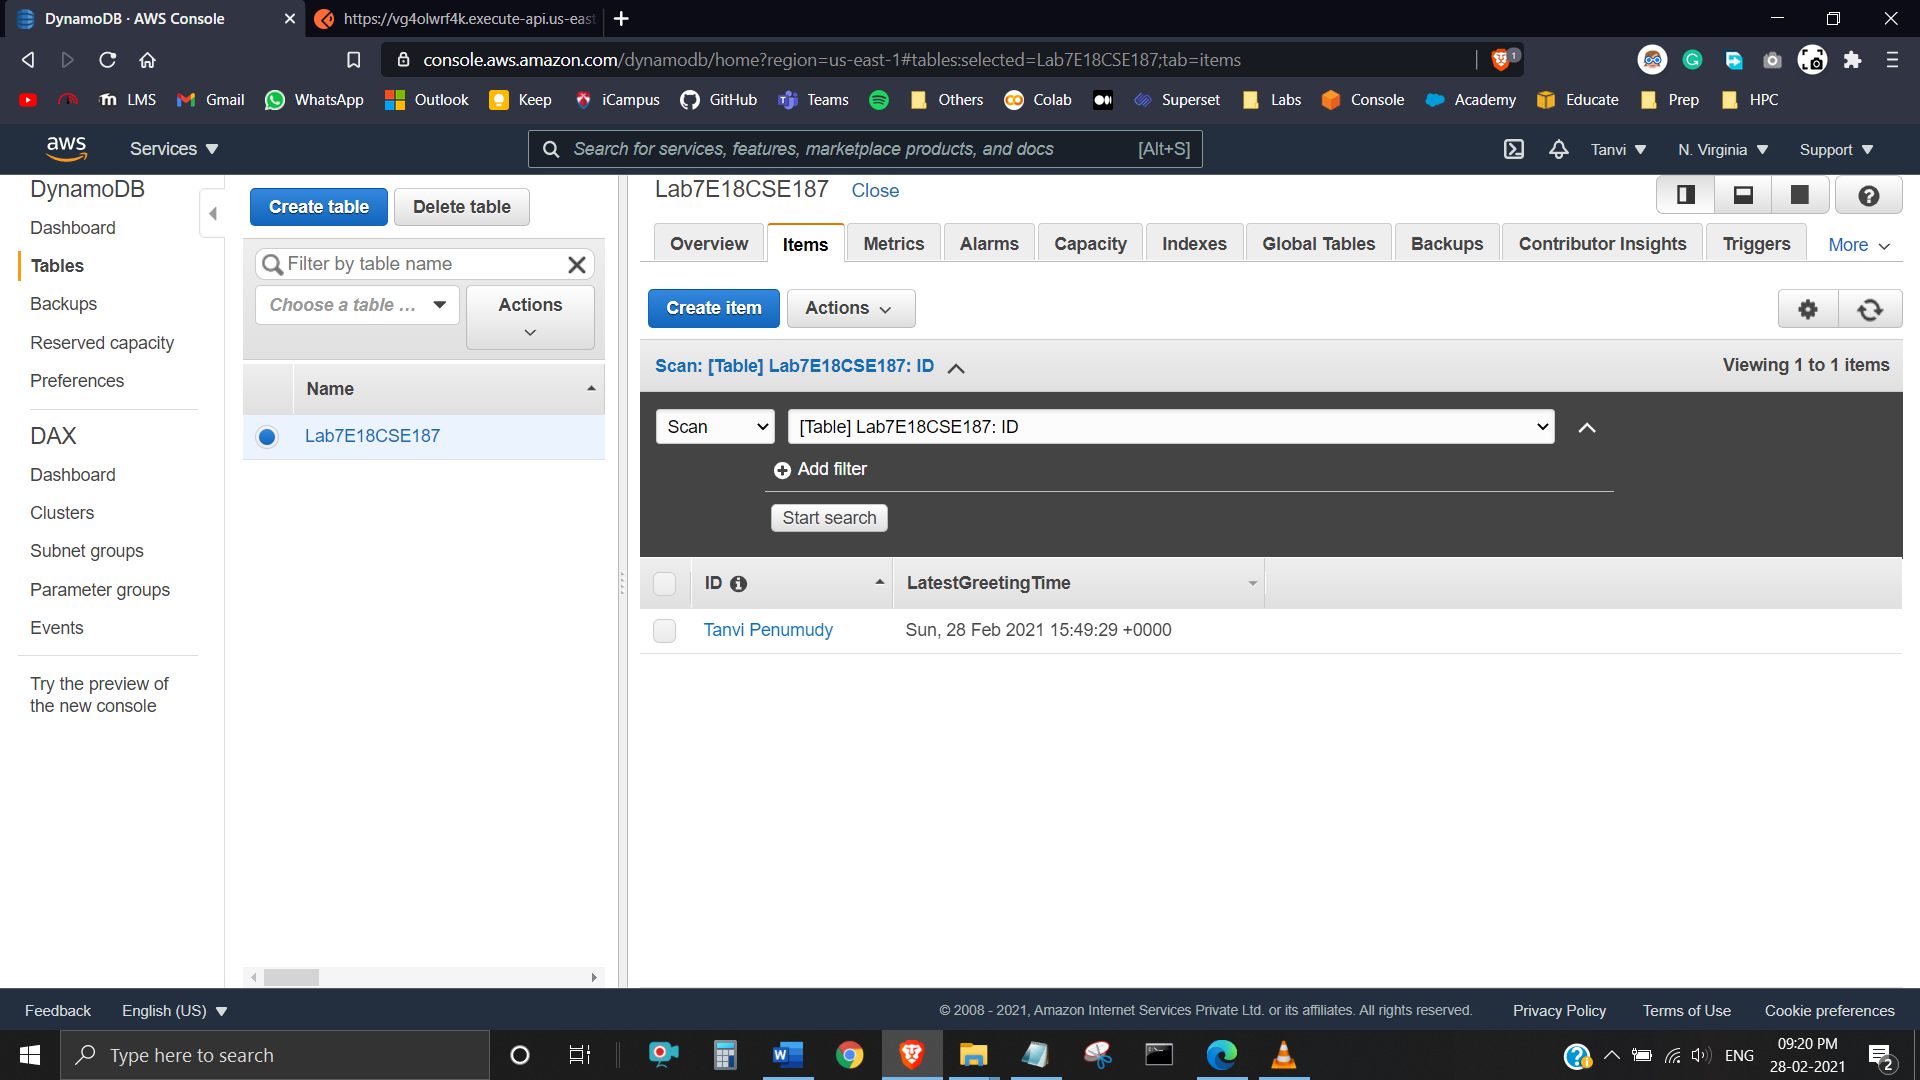 DynamoDB · AWS Console
https://vg4olwrf4k.execute-api.us-east
console.aws.amazon.com/dynamodb/home?region=us-east-1#tables:selected=Lab7E18CSE187;tab=items
1
LMS Gmail WhatsApp Outlook Keep iCampus GitHub Teams Others Colab Superset Labs Console Academy Educate Prep HPC
aws Services Search for services, features, marketplace products, and docs [Alt+S] Tanvi N. Virginia Support
DynamoDB
Dashboard
Tables
Backups
Reserved capacity
Preferences
DAX
Dashboard
Clusters
Subnet groups
Parameter groups
Events
Try the preview of
the new console
Create table Delete table
Filter by table name
Choose a table ... Actions
Name
Lab7E18CSE187
Lab7E18CSE187 Close
Overview Items Metrics Alarms Capacity Indexes Global Tables Backups Contributor Insights Triggers More
Create item Actions
Scan: [Table] Lab7E18CSE187: ID Viewing 1 to 1 items
Scan [Table] Lab7E18CSE187: ID
Add filter
Start search
ID LatestGreetingTime
Tanvi Penumudy Sun, 28 Feb 2021 15:49:29 +0000
Feedback English (US) © 2008 - 2021, Amazon Internet Services Private Ltd. or its affiliates. All rights reserved. Privacy Policy Terms of Use Cookie preferences
Type here to search
ENG
09:20 PM
28-02-2021
2